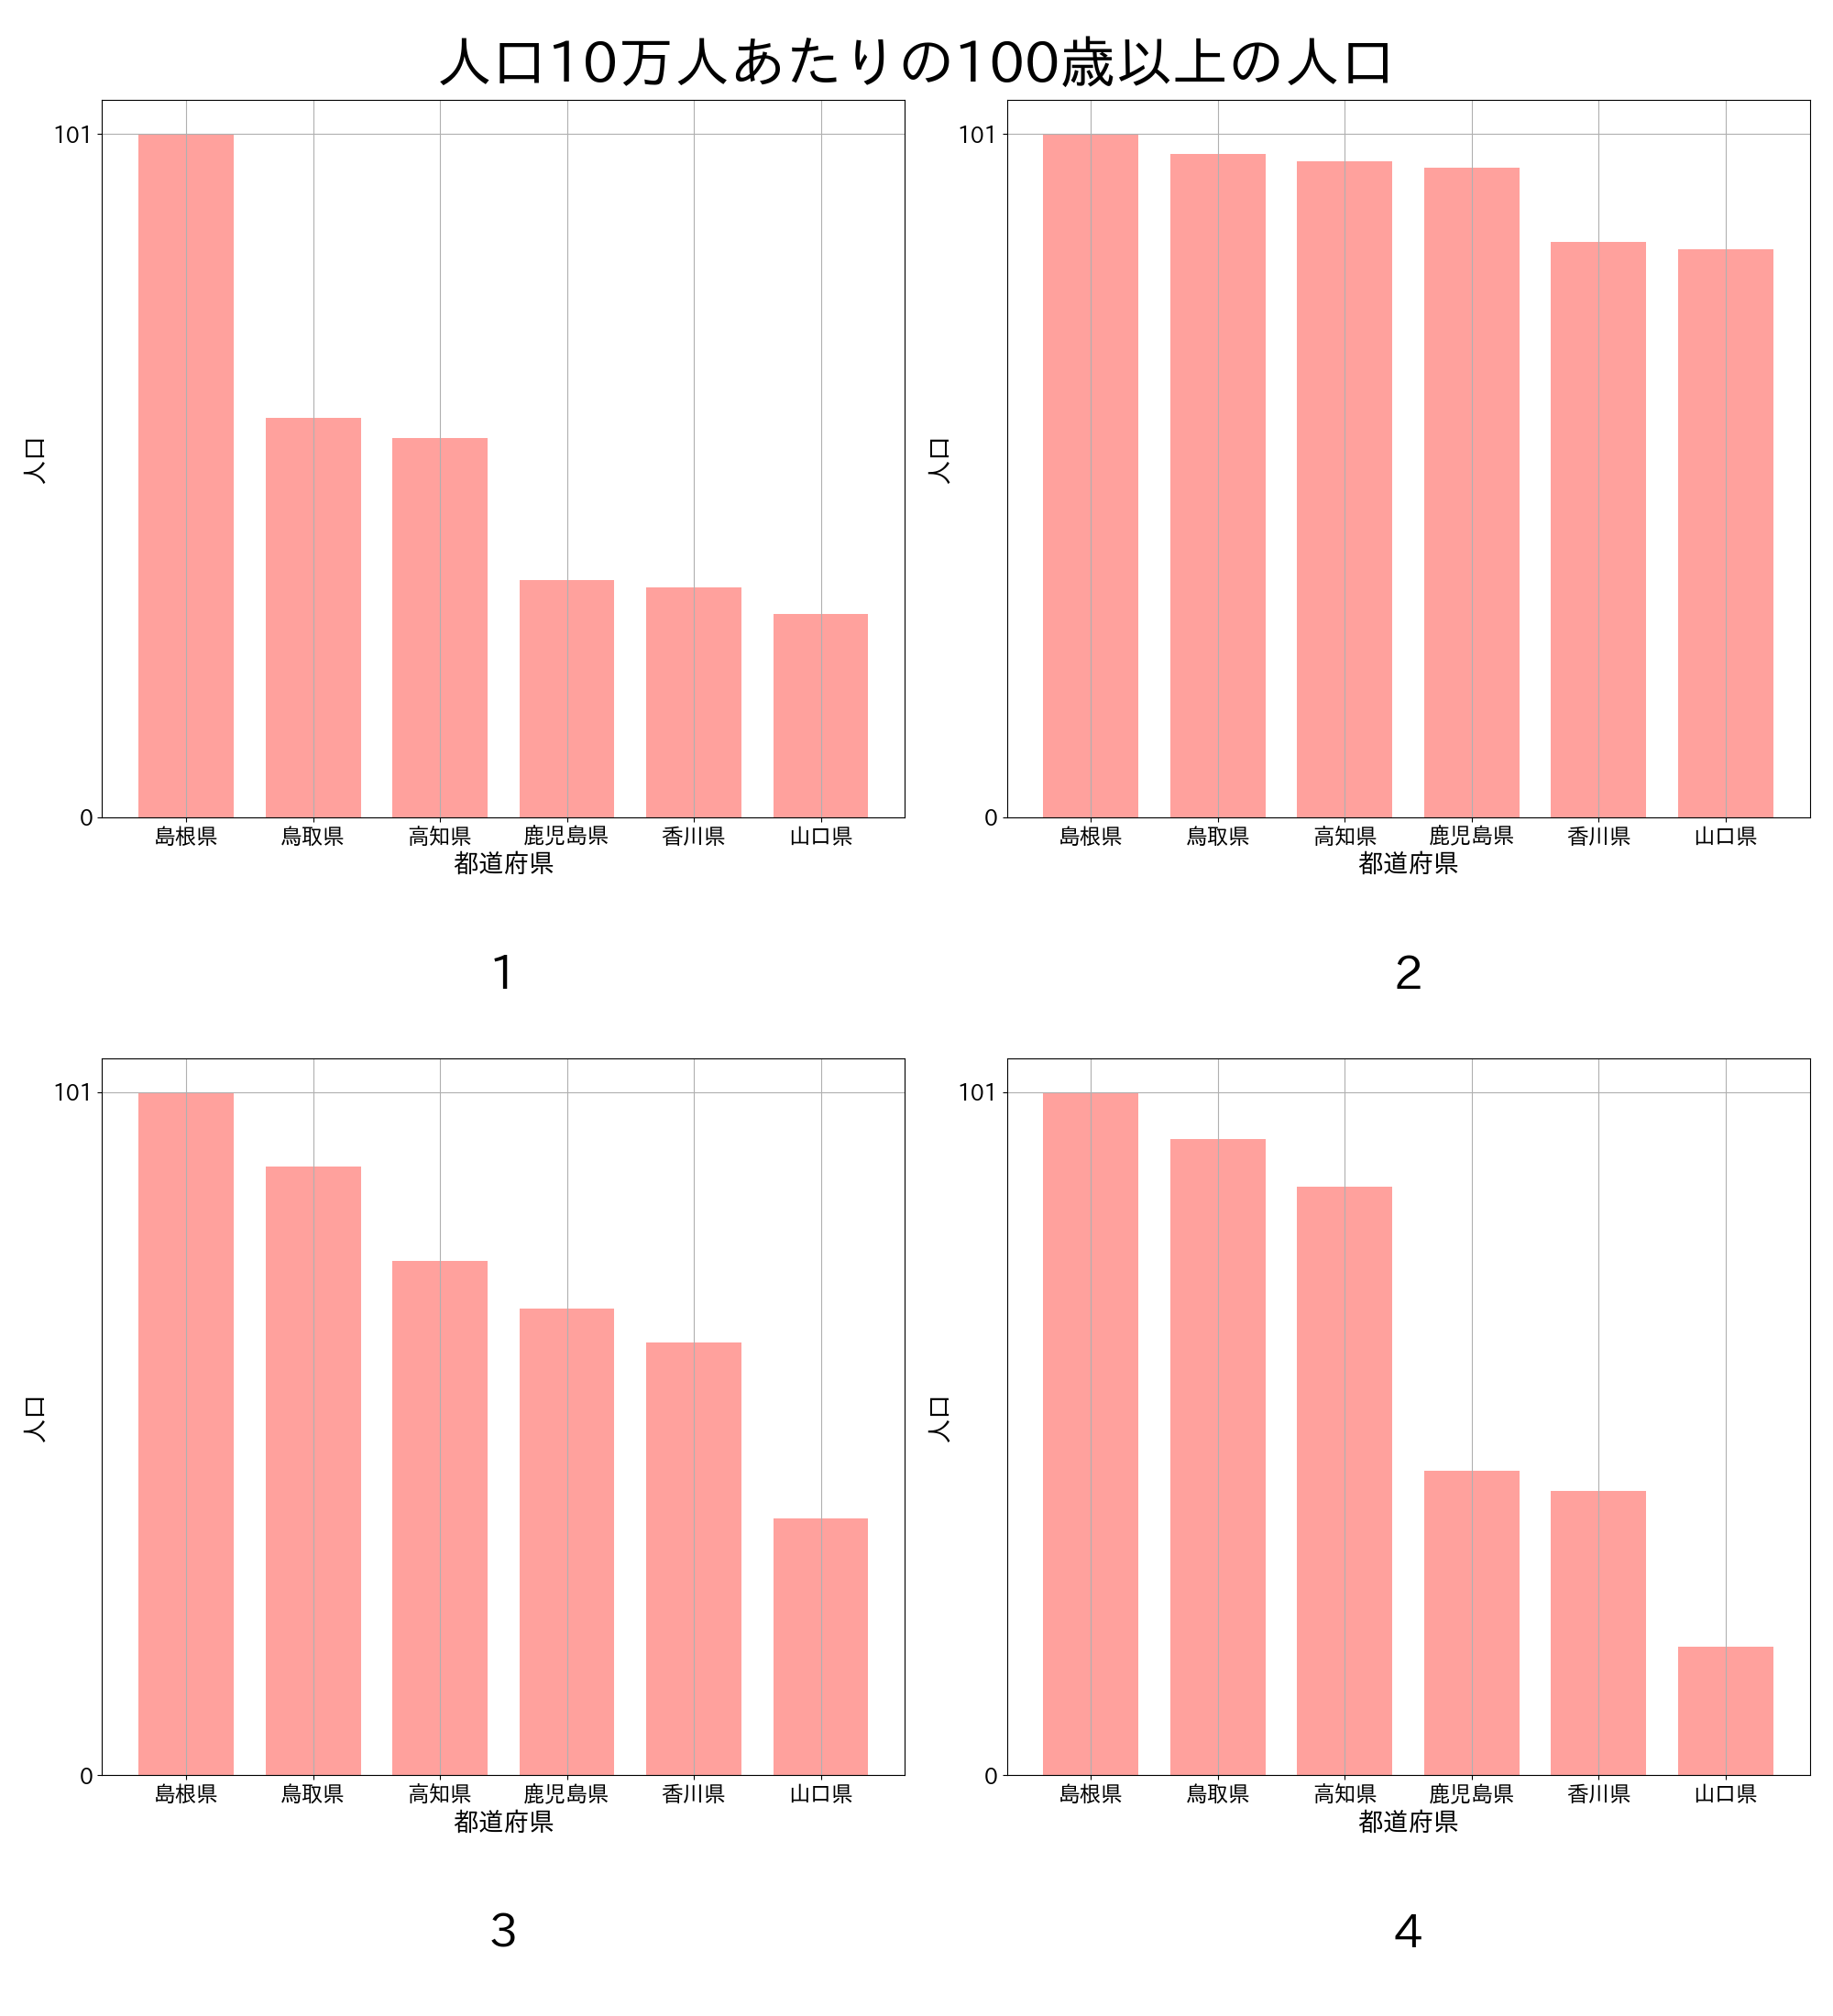 人口10万人あたりの100歳以上の人口
101
人口
0
島根県 鳥取県 高知県 鹿児島県 香川県 山口県
都道府県
1
101
人口
0
島根県 鳥取県 高知県 鹿児島県 香川県 山口県
都道府県
2
101
人口
0
島根県 鳥取県 高知県 鹿児島県 香川県 山口県
都道府県
3
101
人口
0
島根県 鳥取県 高知県 鹿児島県 香川県 山口県
都道府県
4